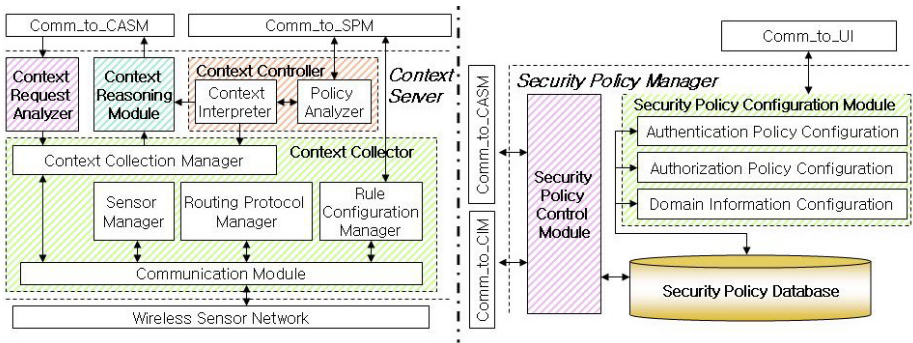 Comm_to_CASM
Comm_to_SPM
Context
Request
Analyzer
Context
Reasoning
Module
Context Controller
Context
Interpreter
Policy
Analyzer
Context
Server
Context Collector
Context Collection Manager
Sensor
Manager
Routing Protocol
Manager
Rule
Configuration
Manager
Communication Module
Wireless Sensor Network
Comm_to_UI
Comm_to_CASM
Comm_to_CIM
Security Policy Manager
Security
Policy
Control
Module
Security Policy Configuration Module
Authentication Policy Configuration
Authorization Policy Configuration
Domain Information Configuration
Security Policy Database